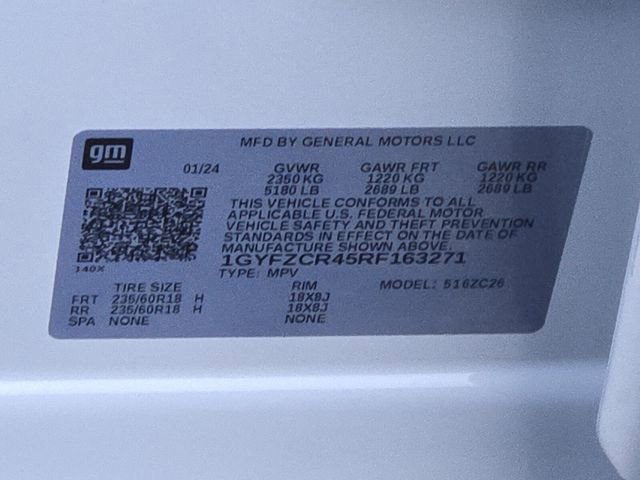 gm
MFD BY GENERAL MOTORS LLC
01/24 GVWR GAWR FRT GAWR RR
2350 KG 1220 KG 1220 KG
5180 LB 2689 LB 2689 LB
THIS VEHICLE CONFORMS TO ALL
APPLICABLE U.S. FEDERAL MOTOR
VEHICLE SAFETY AND THEFT PREVENTION
STANDARDS IN EFFECT ON THE DATE OF
MANUFACTURE SHOWN ABOVE.
140X 1GYFZCR45RF163271
TYPE: MPV MODEL: 516ZC26
TIRE SIZE RIM
FRT 235/60R18 H 18X8J
RR 235/60R18 H 18X8J
SPA NONE NONE